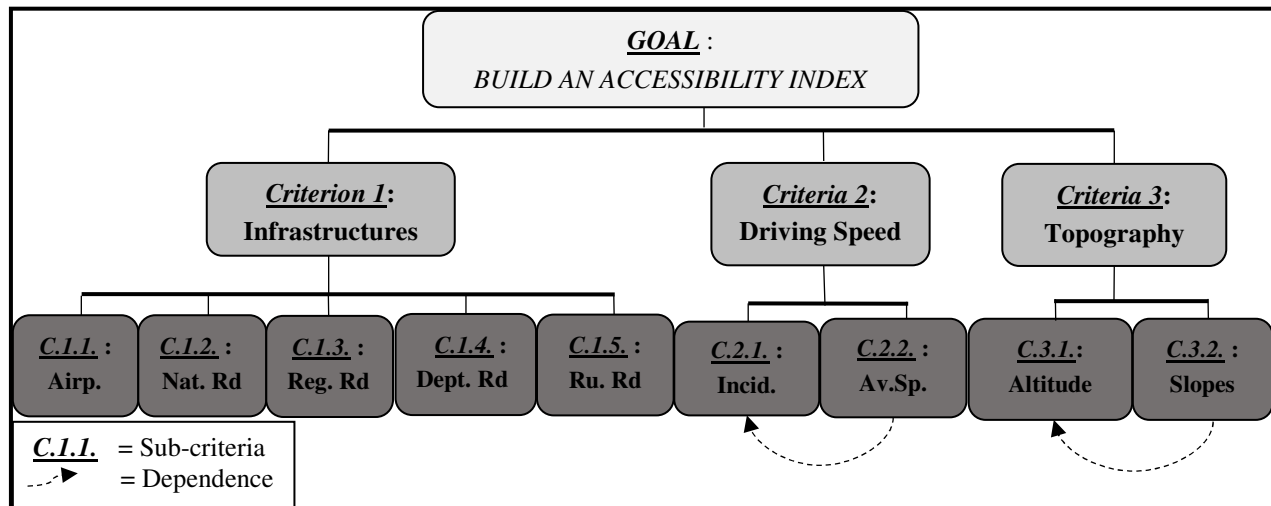 GOAL :
BUILD AN ACCESSIBILITY INDEX
Criterion 1:
Infrastructures
Criteria 2:
Driving Speed
Criteria 3:
Topography
C.1.1. :
Airp.
C.1.2. :
Nat. Rd
C.1.3. :
Reg. Rd
C.1.4. :
Dept. Rd
C.1.5. :
Ru. Rd
C.2.1. :
Incid.
C.2.2. :
Av.Sp.
C.3.1:
Altitude
C.3.2. :
Slopes
C.1.1. = Sub-criteria
= Dependence